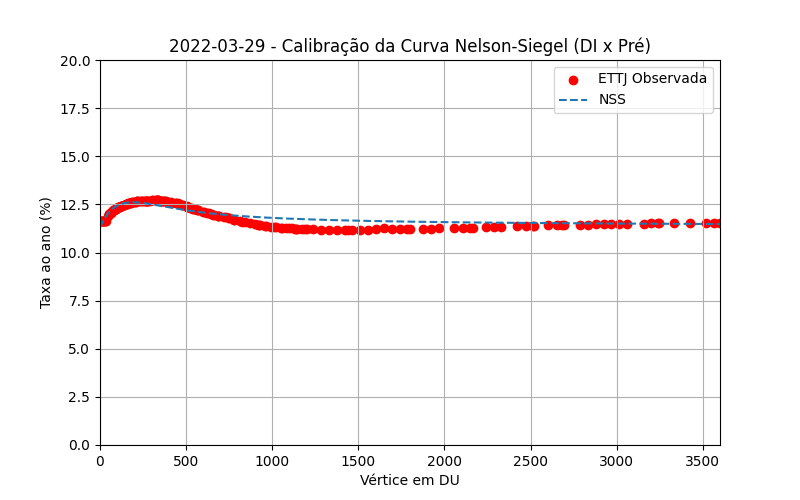 2022-03-29 - Calibração da Curva Nelson-Siegel (DI x Pré)
20.0
17.5
15.0
12.5
10.0
7.5
5.0
2.5
0.0
Taxa ao ano (%)
ETTJ Observada
NSS
0 500 1000 1500 2000 2500 3000 3500
Vértice em DU